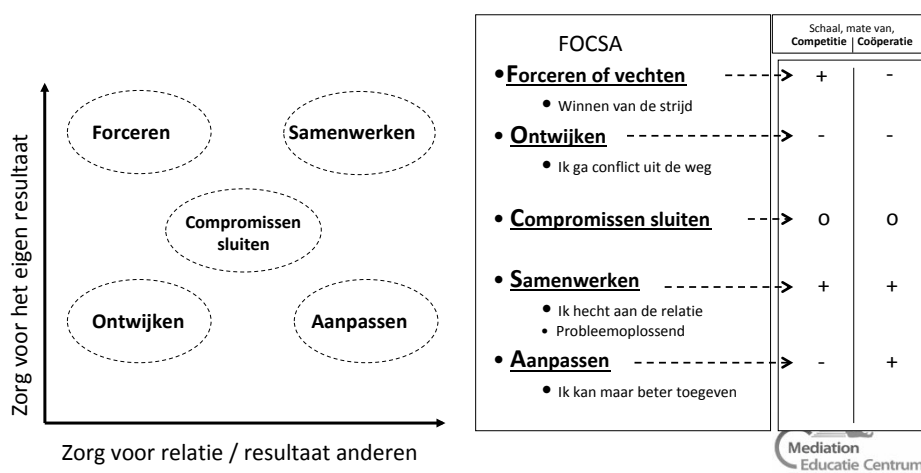 Zorg voor het eigen resultaat
Forceren
Samenwerken
Compromissen
sluiten
Ontwijken
Aanpassen
Zorg voor relatie / resultaat anderen
FOCSA
Schaal, mate van,
Competitie | Coöperatie
• Forceren of vechten + -
• Winnen van de strijd
• Ontwijken - -
• Ik ga conflict uit de weg
• Compromissen sluiten o o
• Samenwerken + +
• Ik hecht aan de relatie
• Probleemoplossend
• Aanpassen - +
• Ik kan maar beter toegeven
Mediation
Educatie Centrum